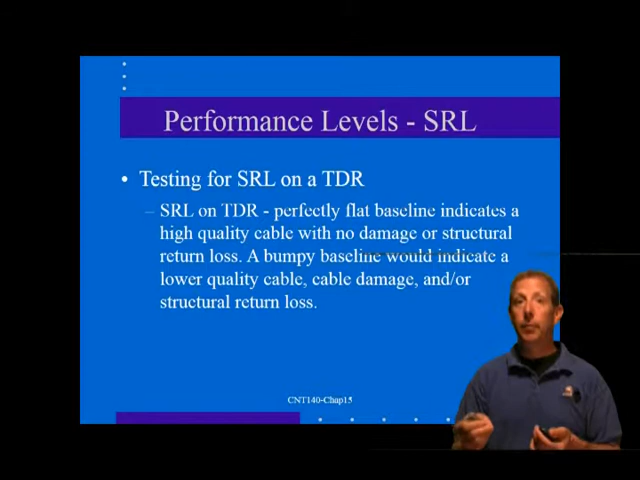 Performance Levels - SRL
• Testing for SRL on a TDR
– SRL on TDR - perfectly flat baseline indicates a
high quality cable with no damage or structural
return loss. A bumpy baseline would indicate a
lower quality cable, cable damage, and/or
structural return loss.
CNT140-Chap15